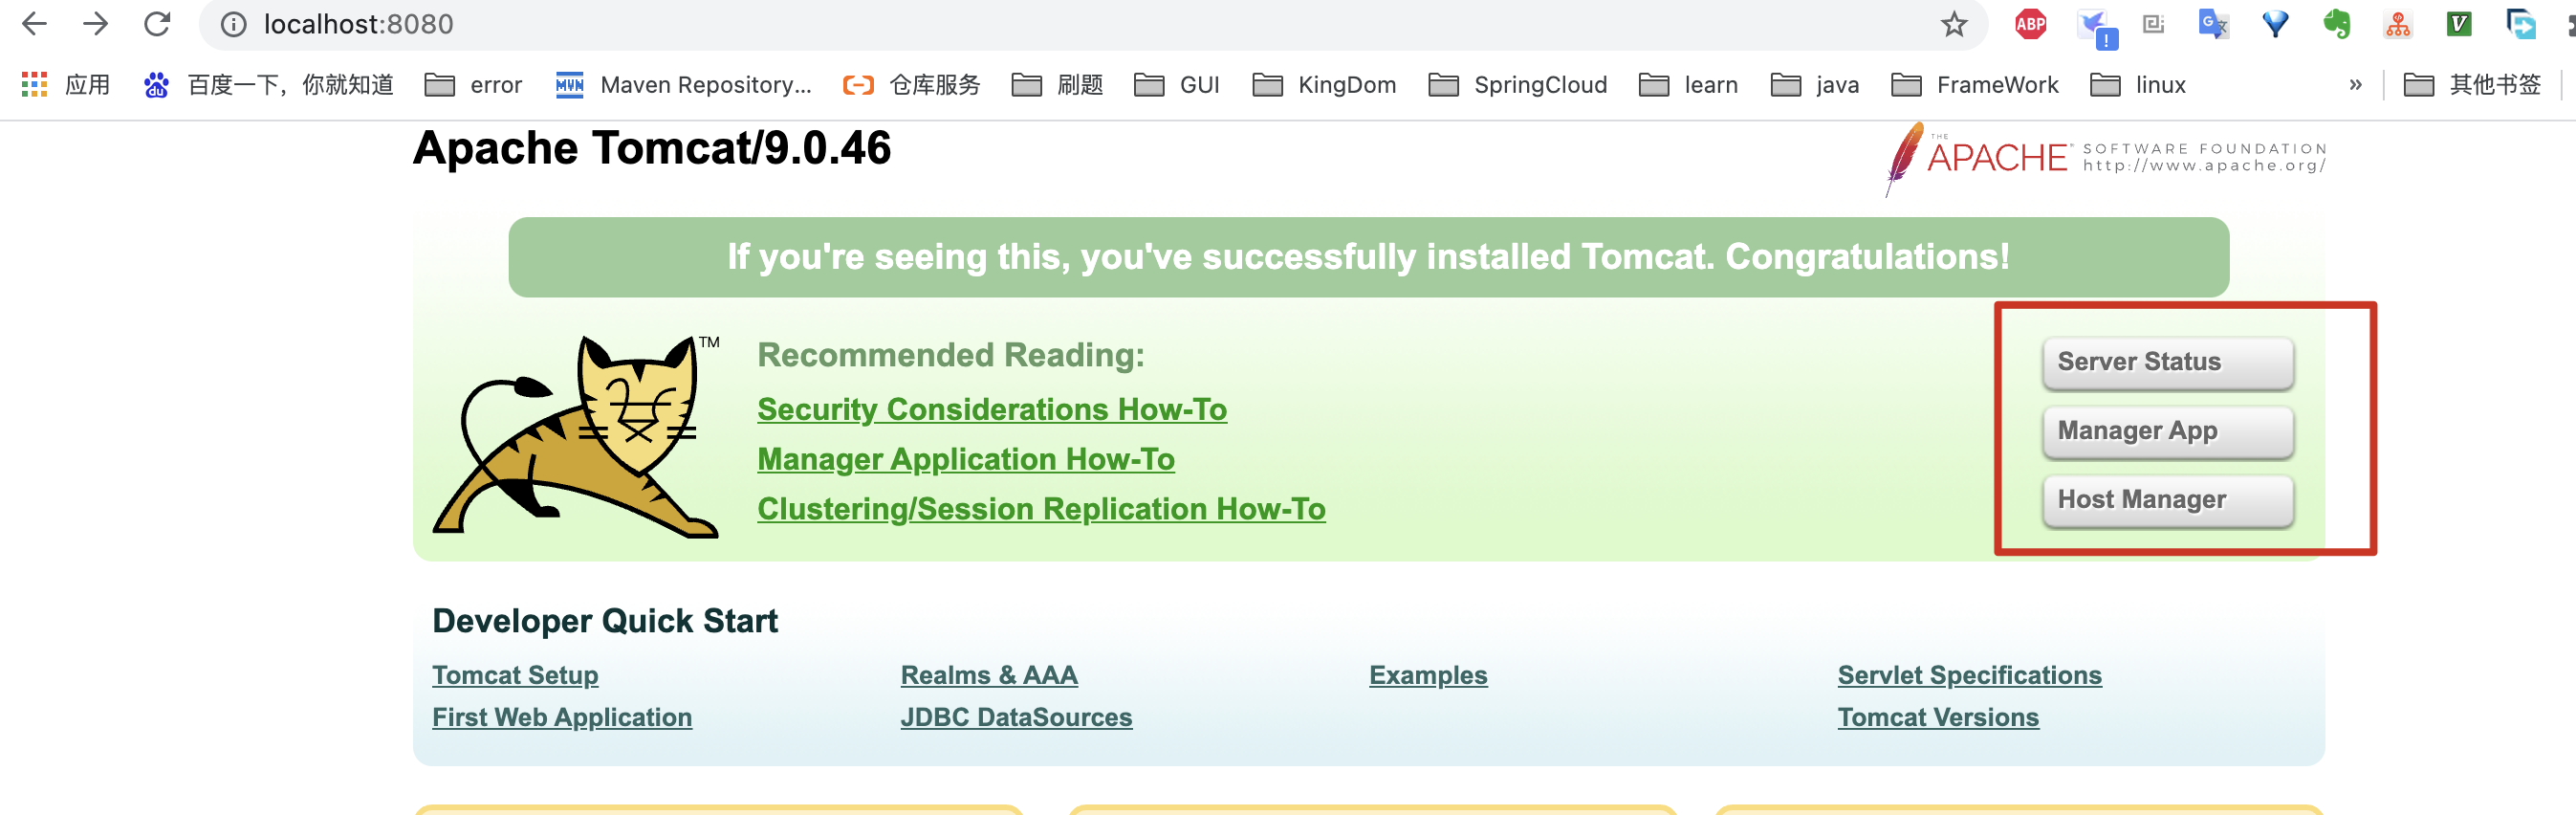 localhost:8080
ABP
应用 百度一下，你就知道 error Maven Repository... 仓库服务 刷题 GUI KingDom SpringCloud learn java FrameWork linux » 其他书签
Apache Tomcat/9.0.46
THE APACHE SOFTWARE FOUNDATION
http://www.apache.org/
If you're seeing this, you've successfully installed Tomcat. Congratulations!
TM
Recommended Reading:
Security Considerations How-To
Manager Application How-To
Clustering/Session Replication How-To
Server Status
Manager App
Host Manager
Developer Quick Start
Tomcat Setup Realms & AAA Examples Servlet Specifications
First Web Application JDBC DataSources Tomcat Versions